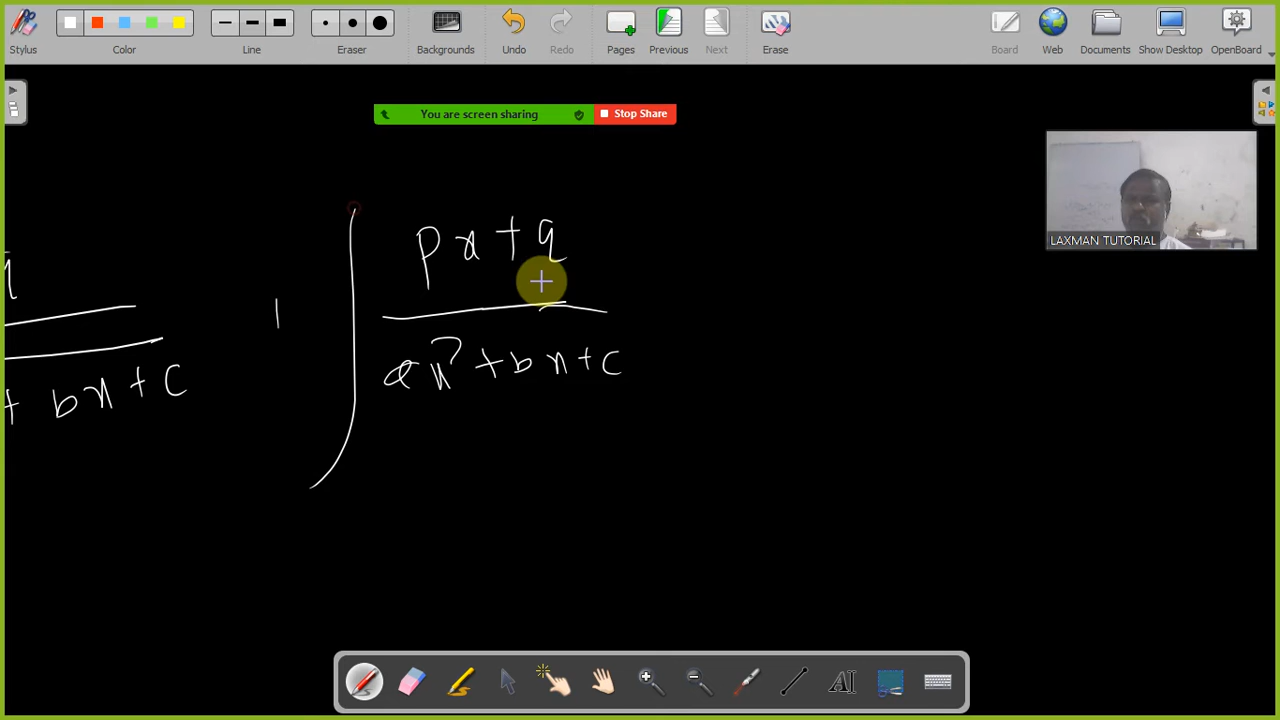 Stylus
Color
Line
Eraser
Backgrounds
Undo
Redo
Pages
Previous
Next
Erase
Board
Web
Documents
Show Desktop
OpenBoard
You are screen sharing
Stop Share
LAXMAN TUTORIAL
px + q
q
ax² + bx + c
+ bx + c
AI